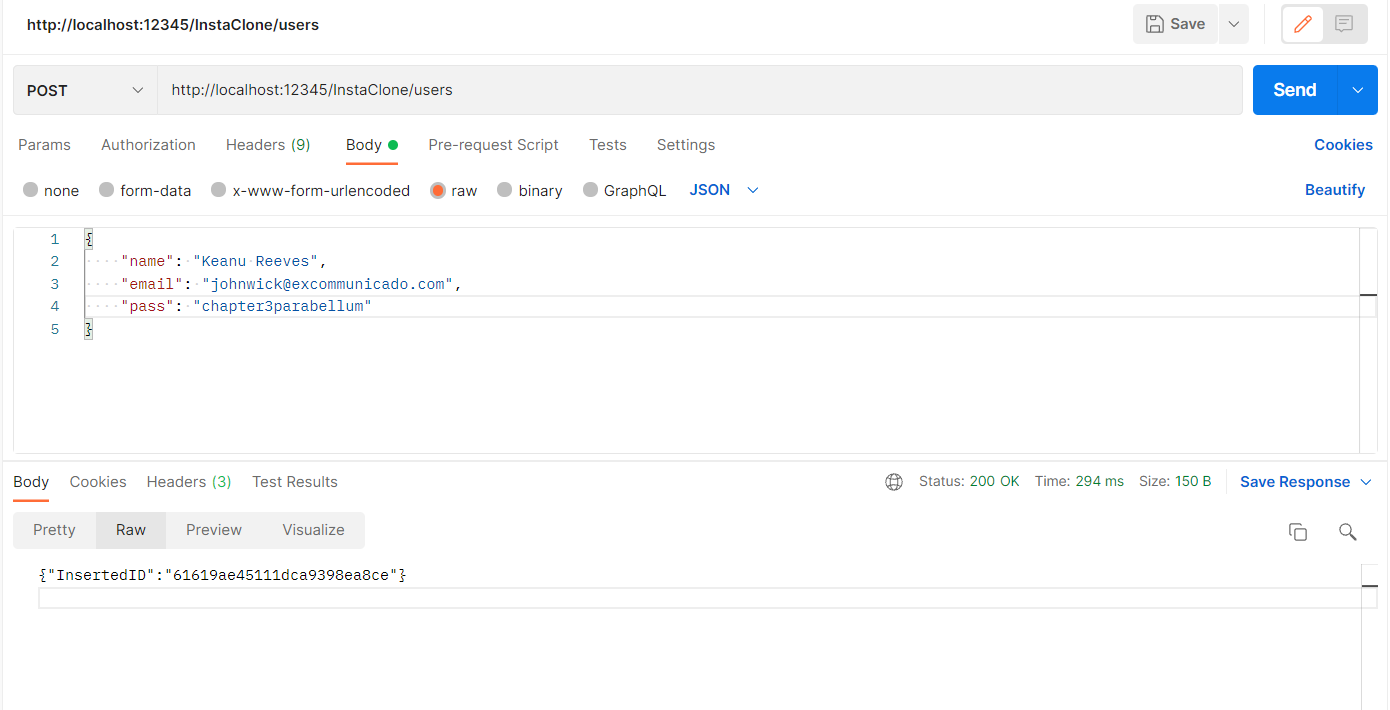 http://localhost:12345/InstaClone/users Save
POST http://localhost:12345/InstaClone/users Send
Params Authorization Headers (9) Body Pre-request Script Tests Settings Cookies
none form-data x-www-form-urlencoded raw binary GraphQL JSON Beautify
1 {
2 "name": "Keanu Reeves",
3 "email": "johnwick@excommunicado.com",
4 "pass": "chapter3parabellum"
5 }
Body Cookies Headers (3) Test Results Status: 200 OK Time: 294 ms Size: 150 B Save Response
Pretty Raw Preview Visualize
{"InsertedID":"61619ae45111dca9398ea8ce"}